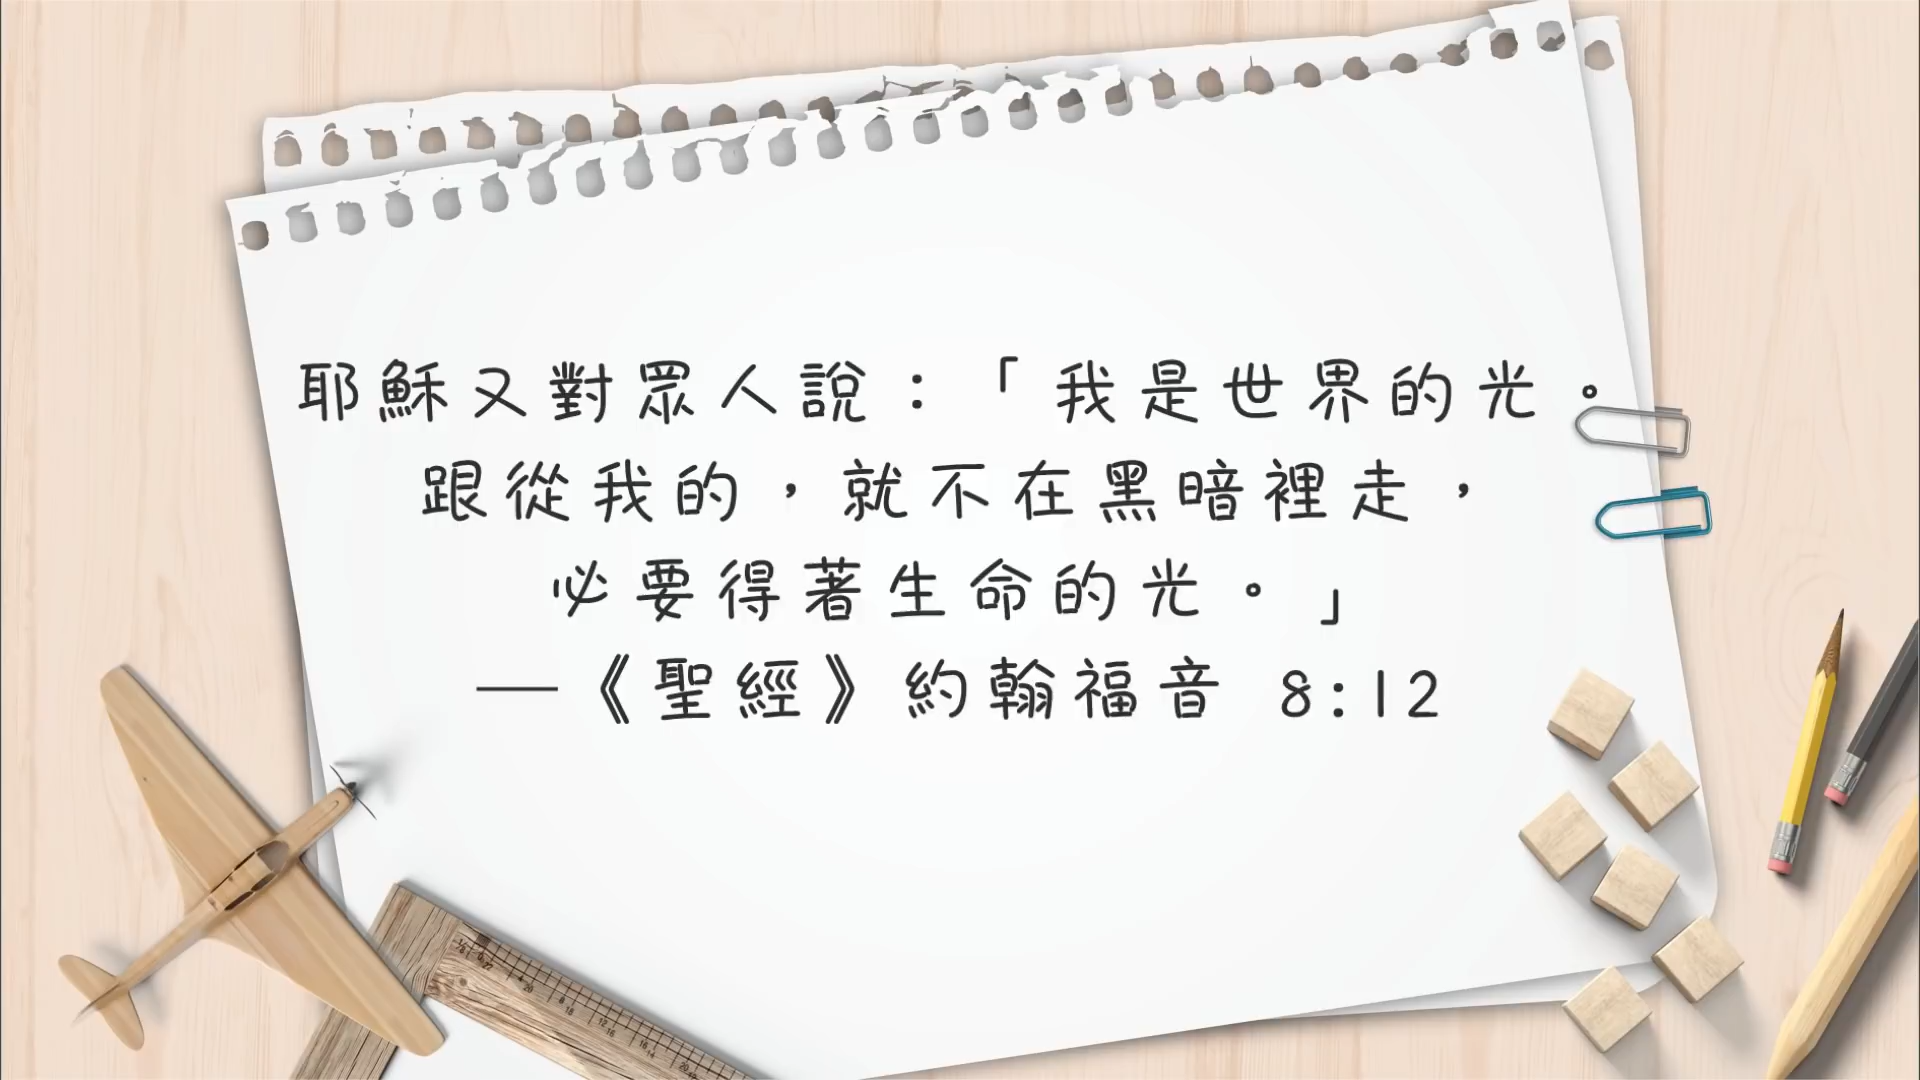 耶穌又對眾人說：「我是世界的光。
跟從我的，就不在黑暗裡走，
必要得著生命的光。」
—《聖經》約翰福音 8:12